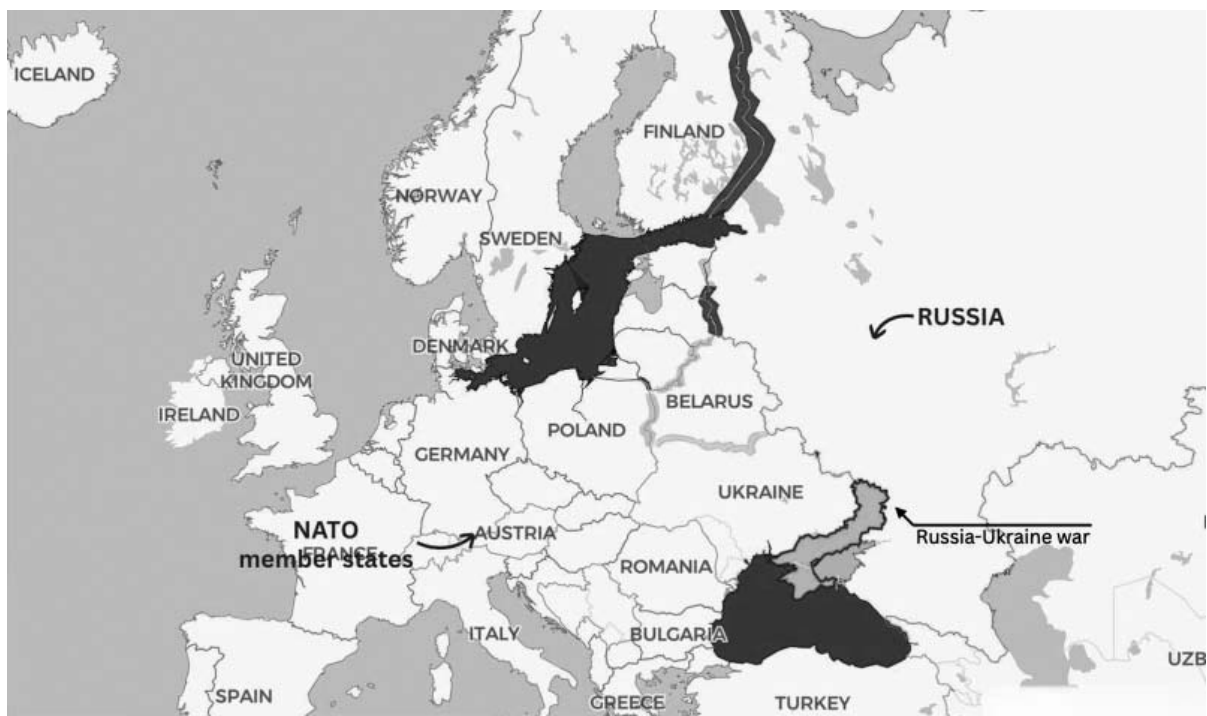 ICELAND
FINLAND
NORWAY
SWEDEN
RUSSIA
DENMARK
UNITED
KINGDOM
BELARUS
IRELAND
POLAND
GERMANY
UKRAINE
NATO
AUSTRIA
Russia-Ukraine war
FRANCE
member states
ROMANIA
ITALY
BULGARIA
UZB
SPAIN
GREECE
TURKEY